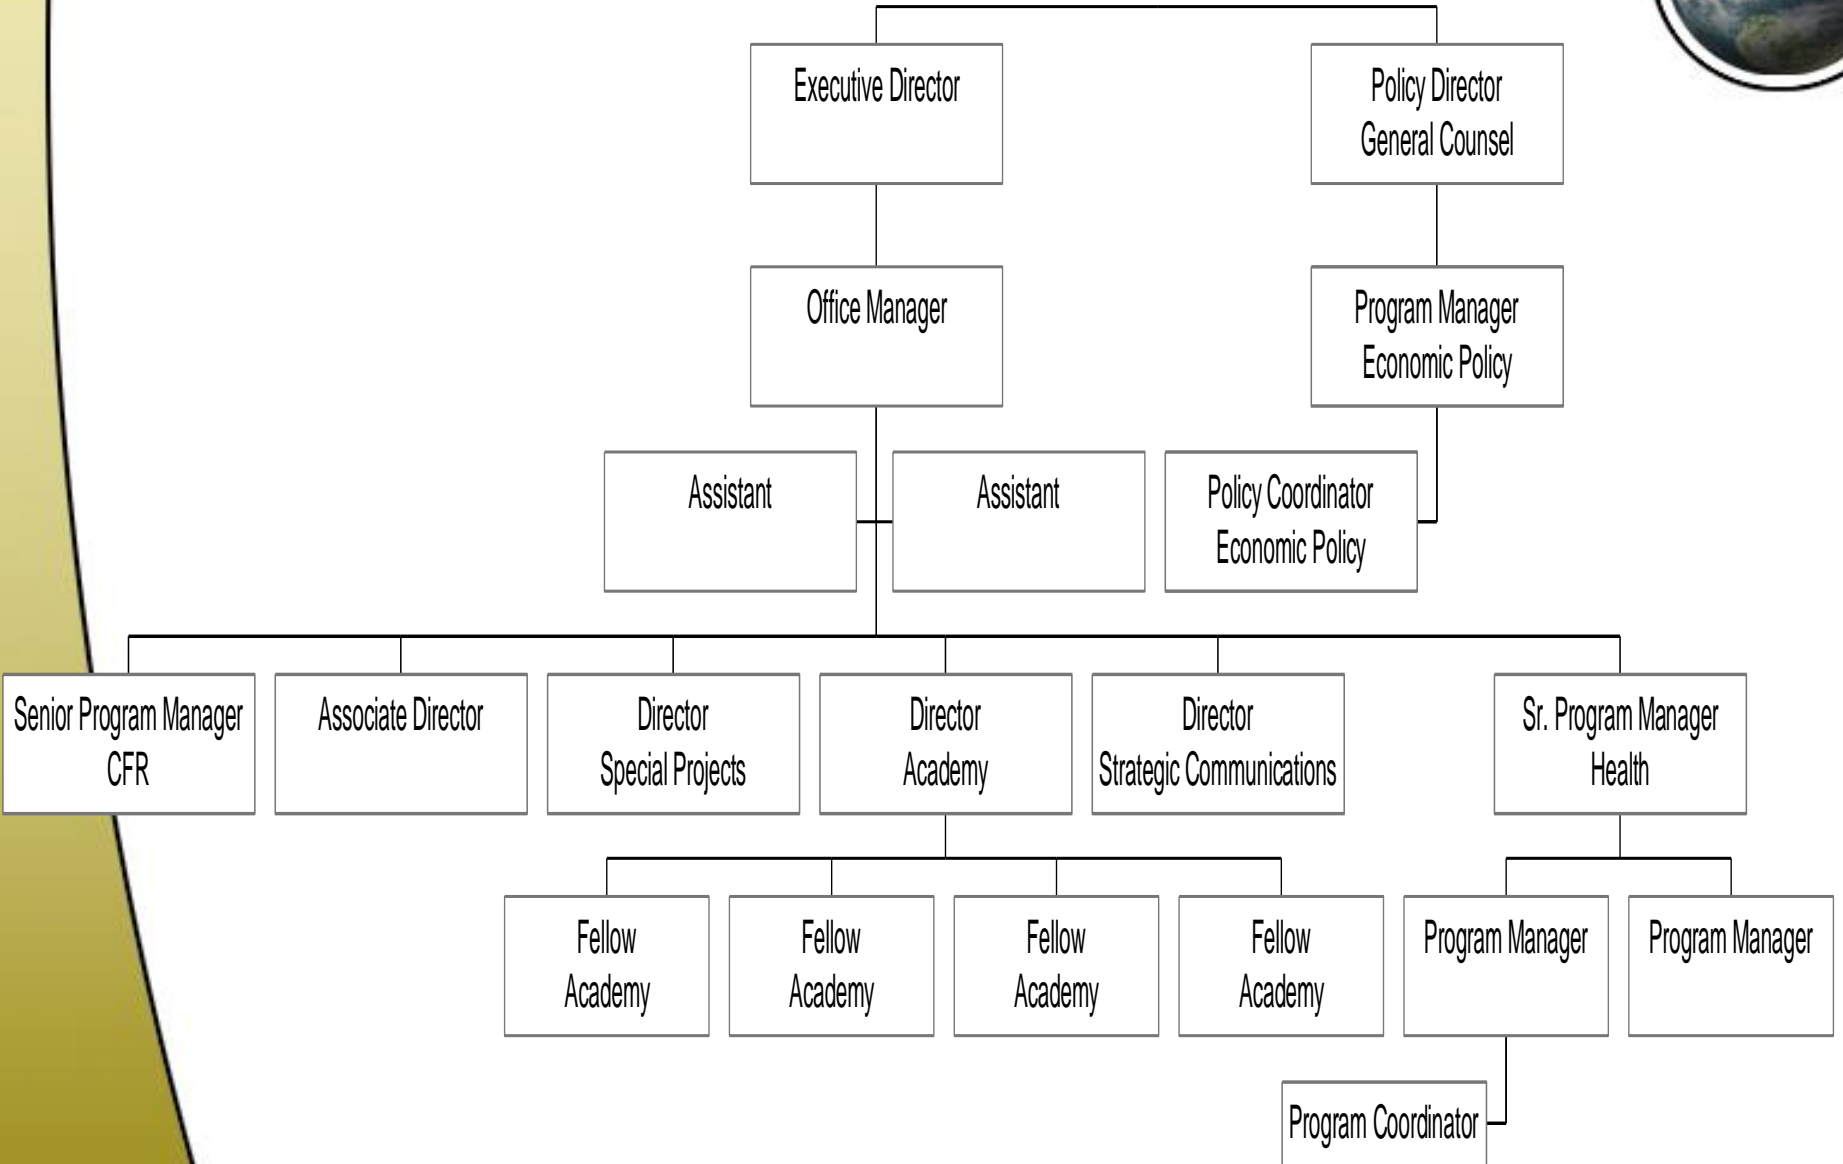 Executive Director
Policy Director
General Counsel
Office Manager
Program Manager
Economic Policy
Assistant
Assistant
Policy Coordinator
Economic Policy
Senior Program Manager
CFR
Associate Director
Director
Special Projects
Director
Academy
Director
Strategic Communications
Sr. Program Manager
Health
Fellow
Academy
Fellow
Academy
Fellow
Academy
Fellow
Academy
Program Manager
Program Manager
Program Coordinator